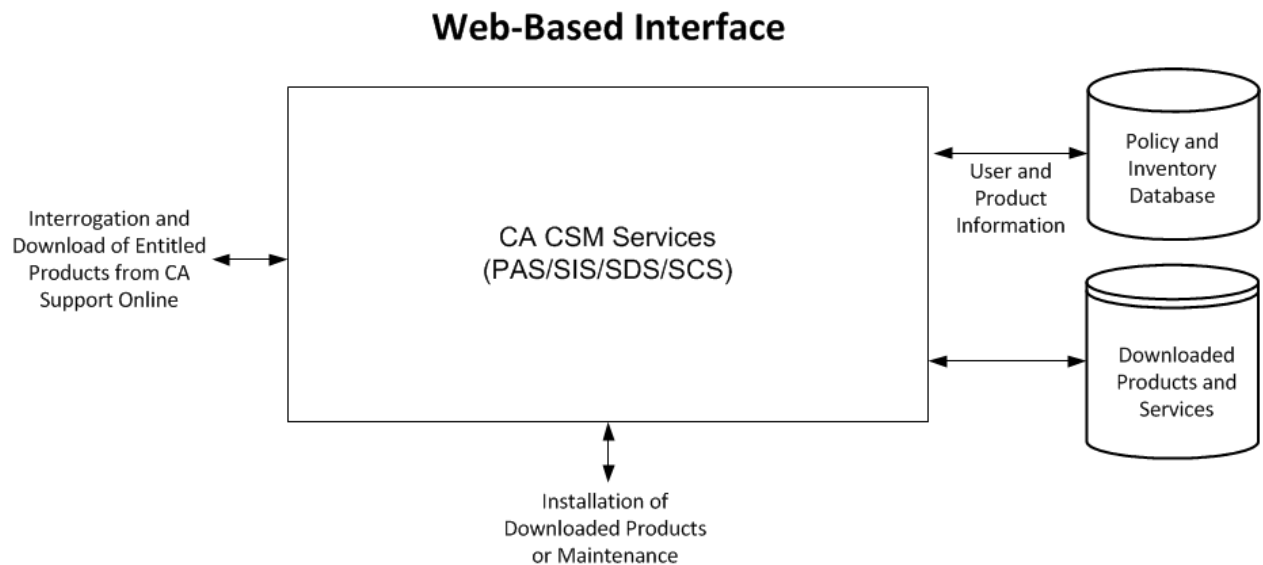 Web-Based Interface
Interrogation and
Download of Entitled
Products from CA
Support Online
CA CSM Services
(PAS/SIS/SDS/SCS)
User and
Product
Information
Policy and
Inventory
Database
Downloaded
Products and
Services
Installation of
Downloaded Products
or Maintenance